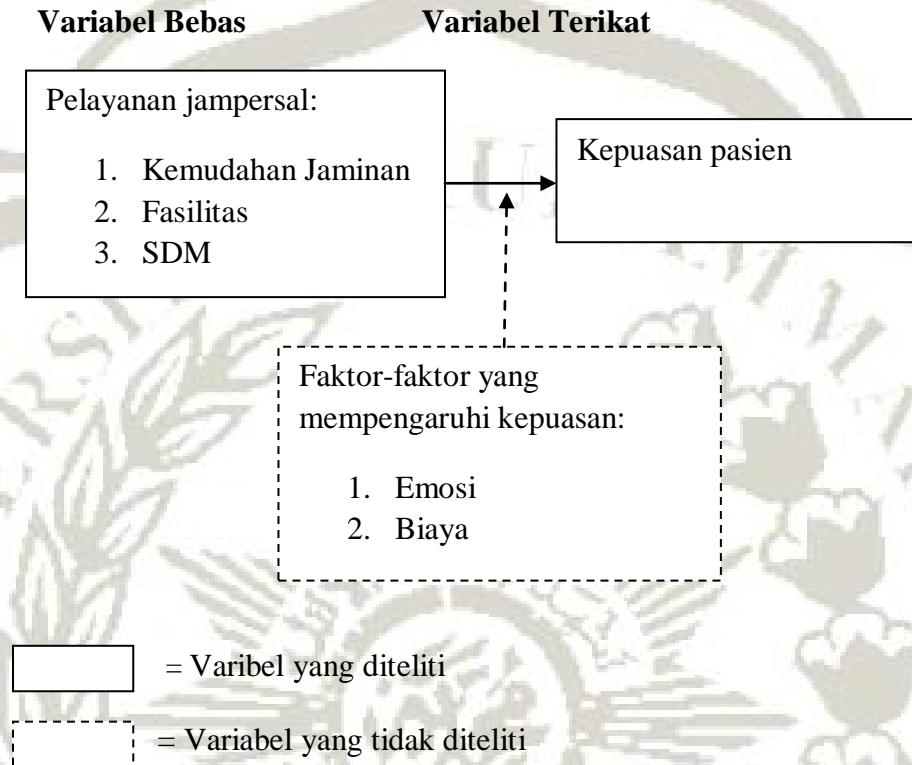 Variabel Bebas Variabel Terikat
Pelayanan jampersal:
1. Kemudahan Jaminan
2. Fasilitas
3. SDM
Kepuasan pasien
Faktor-faktor yang
mempengaruhi kepuasan:
1. Emosi
2. Biaya
= Varibel yang diteliti
= Variabel yang tidak diteliti